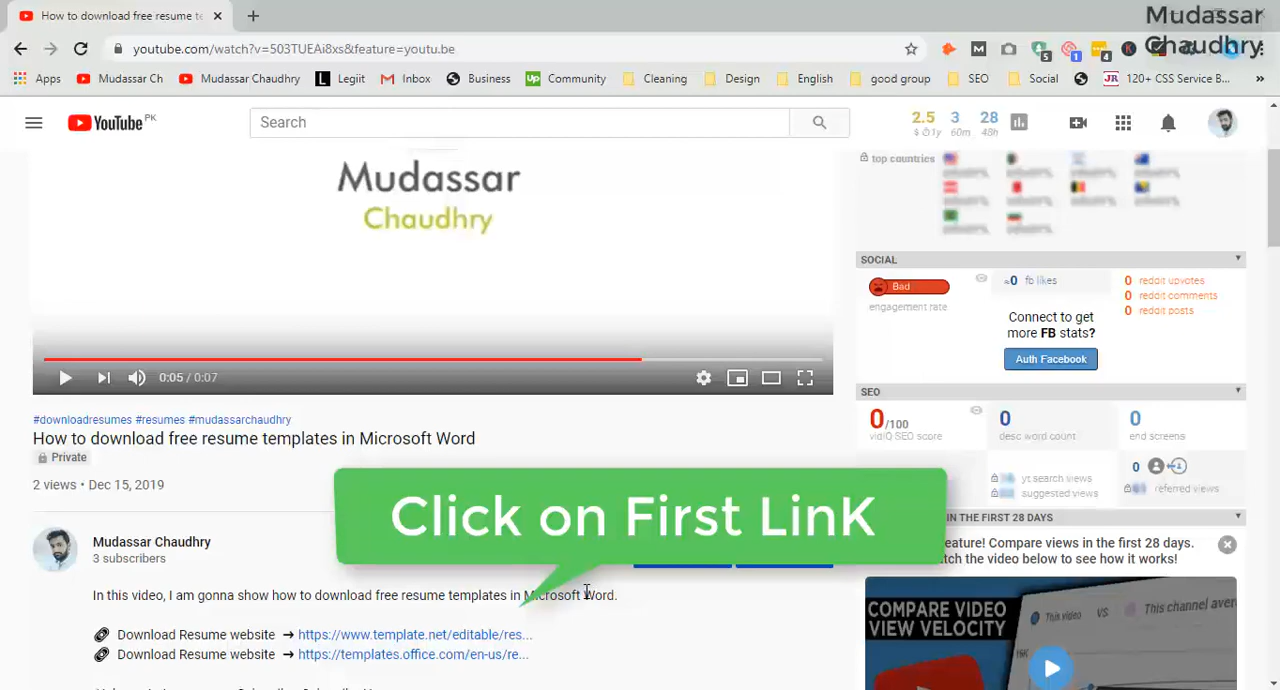 How to download free resume te
Mudassar
Chaudhry
youtube.com/watch?v=503TUEAi8xs&feature=youtu.be
Apps Mudassar Ch Mudassar Chaudhry Legiit Inbox Business Up Community Cleaning Design English good group SEO Social JR 120+ CSS Service B... »
YouTube PK
Search
2.5 3 28
1y 60m 48h
Mudassar
Chaudhry
top countries
SOCIAL
Bad
engagement rate
≈0 fb likes
Connect to get
more FB stats?
Auth Facebook
0 reddit upvotes
0 reddit comments
0 reddit posts
0:05 / 0:07
SEO
0/100
vidIQ SEO score
0
desc word count
0
end screens
yt search views
suggested views
0
referred views
#downloadresumes #resumes #mudassarchaudhry
How to download free resume templates in Microsoft Word
Private
2 views • Dec 15, 2019
Click on First LinK
IN THE FIRST 28 DAYS
eature! Compare views in the first 28 days.
tch the video below to see how it works!
Mudassar Chaudhry
3 subscribers
In this video, I am gonna show how to download free resume templates in Microsoft Word.
Download Resume website → https://www.template.net/editable/res...
Download Resume website → https://templates.office.com/en-us/re...
COMPARE VIDEO
VIEW VELOCITY
This video VS This channel aver